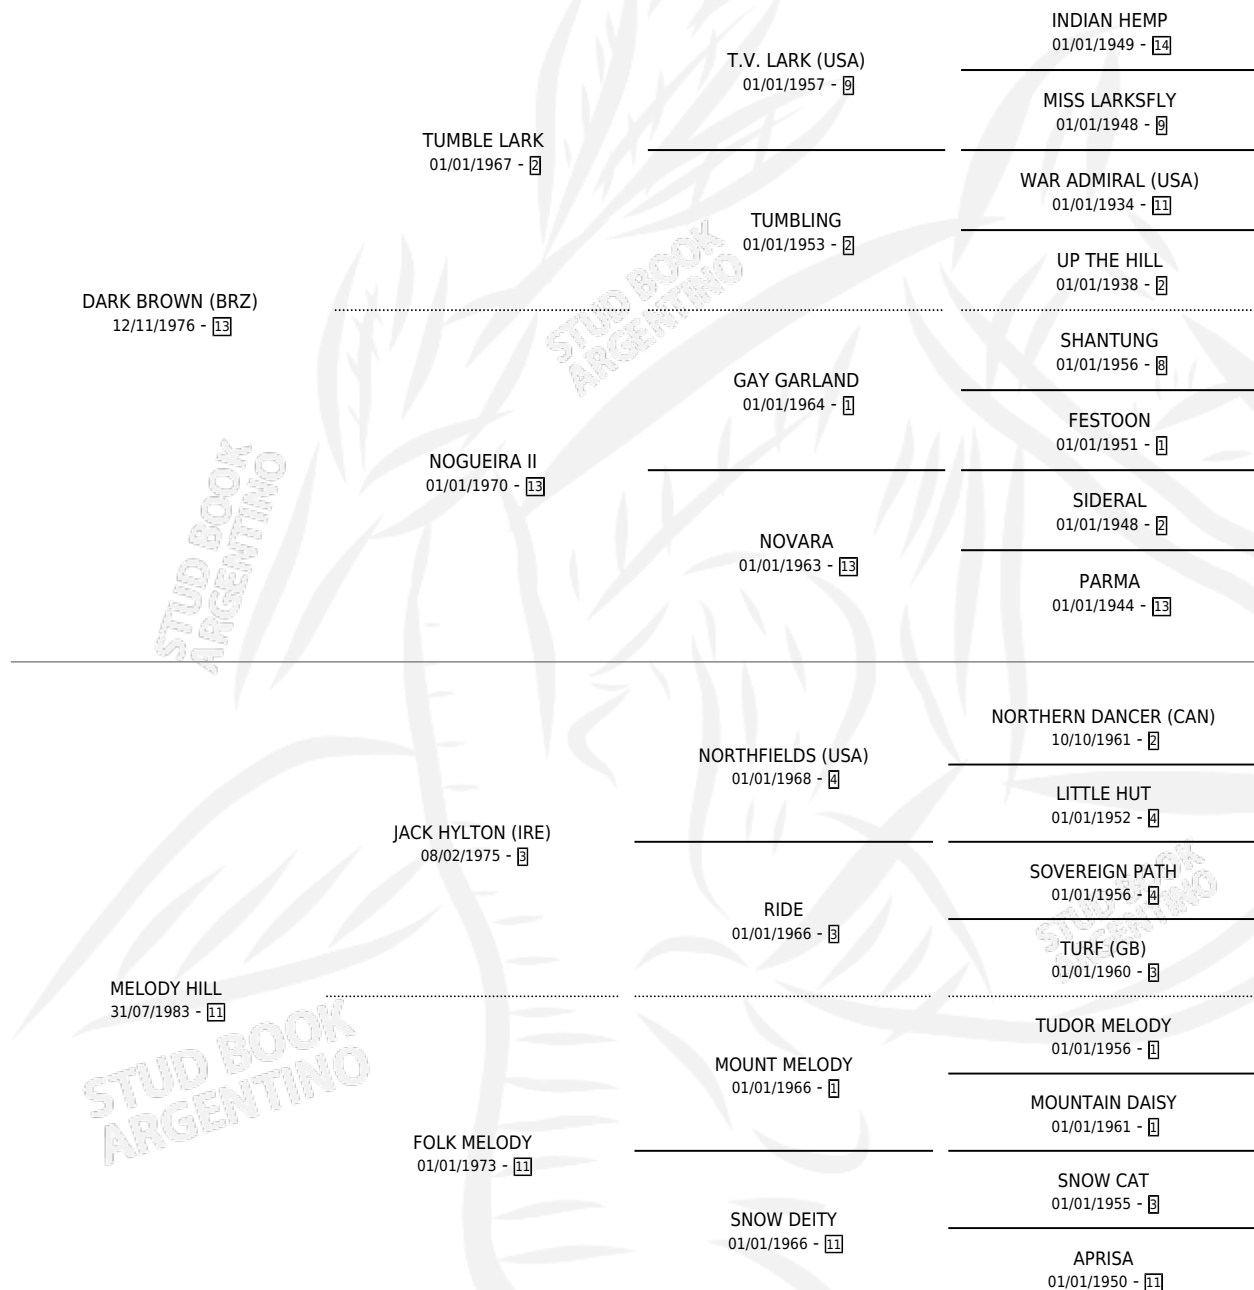 INDIAN HEMP
01/01/1949 - 14
T.V. LARK (USA)
01/01/1957 - 9
MISS LARKSFLY
01/01/1948 - 9
TUMBLE LARK
01/01/1967 - 2
WAR ADMIRAL (USA)
01/01/1934 - 11
TUMBLING
01/01/1953 - 2
UP THE HILL
01/01/1938 - 2
DARK BROWN (BRZ)
12/11/1976 - 13
SHANTUNG
01/01/1956 - 8
GAY GARLAND
01/01/1964 - 1
FESTOON
01/01/1951 - 1
NOGUEIRA II
01/01/1970 - 13
SIDERAL
01/01/1948 - 2
NOVARA
01/01/1963 - 13
PARMA
01/01/1944 - 13
NORTHERN DANCER (CAN)
10/10/1961 - 2
NORTHFIELDS (USA)
01/01/1968 - 4
LITTLE HUT
01/01/1952 - 4
JACK HYLTON (IRE)
08/02/1975 - 3
SOVEREIGN PATH
01/01/1956 - 4
RIDE
01/01/1966 - 3
TURF (GB)
01/01/1960 - 3
MELODY HILL
31/07/1983 - 11
TUDOR MELODY
01/01/1956 - 1
MOUNT MELODY
01/01/1966 - 1
MOUNTAIN DAISY
01/01/1961 - 1
FOLK MELODY
01/01/1973 - 11
SNOW CAT
01/01/1955 - 3
SNOW DEITY
01/01/1966 - 11
APRISA
01/01/1950 - 11
STUD BOOK
ARGENTINO
STUD BOOK
ARGENTINO
STUD BOOK
ARGENTINO
STUD BOOK
ARGENTINO